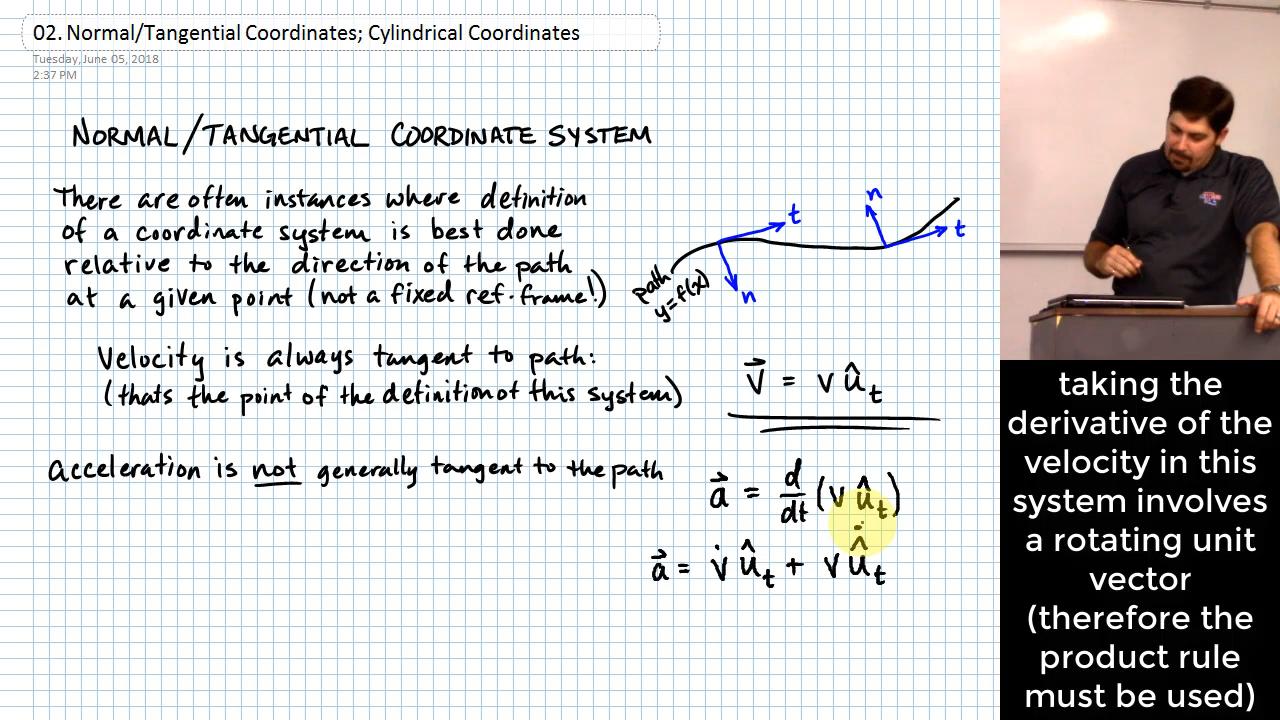 02. Normal/Tangential Coordinates; Cylindrical Coordinates
Tuesday, June 05, 2018
2:37 PM
NORMAL/TANGENTIAL COORDINATE SYSTEM
There are often instances where definition
of a coordinate system is best done
relative to the direction of the path
at a given point (not a fixed ref. frame!)
path
y=f(x)
t
n
n
t
Velocity is always tangent to path:
(thats the point of the definition of this system)
v⃗ = v û_t
Acceleration is not generally tangent to the path
a⃗ = d/dt (v û_t)
a⃗ = v̇ û_t + v û̇_t
taking the
derivative of the
velocity in this
system involves
a rotating unit
vector
(therefore the
product rule
must be used)